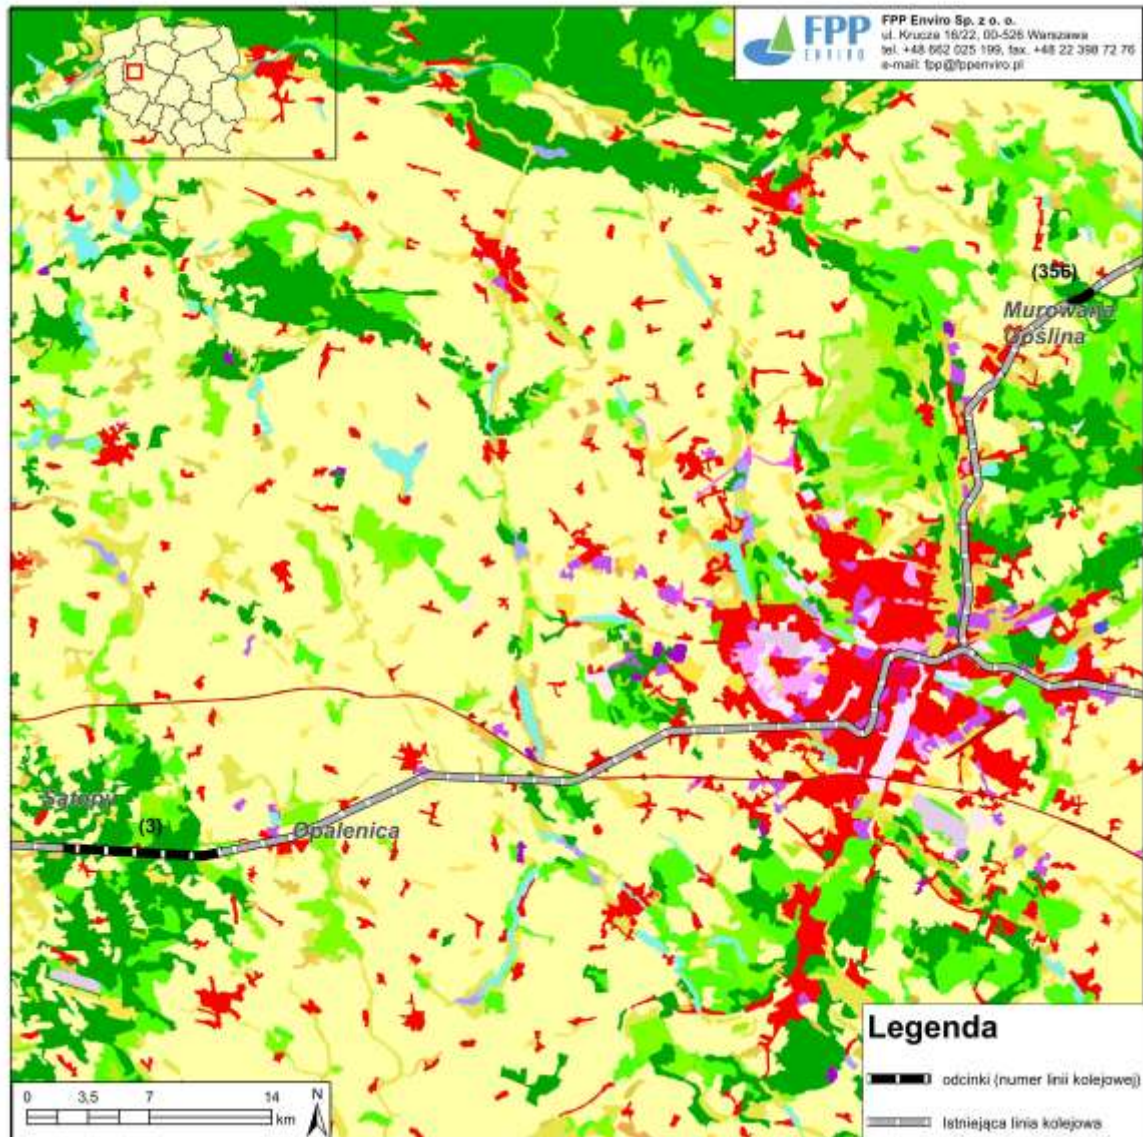 FPP
ENVIRO
FPP Enviro Sp. z o. o.
ul. Krucza 16/22, 00-526 Warszawa
tel. +48 662 025 199, fax. +48 22 398 72 76
e-mail: fpp@fppenviro.pl
(356)
Murowana
Goślina
Sątopy
(3)
Opalenica
Legenda
odcinki (numer linii kolejowej)
Istniejąca linia kolejowa
0 3,5 7 14
km
N